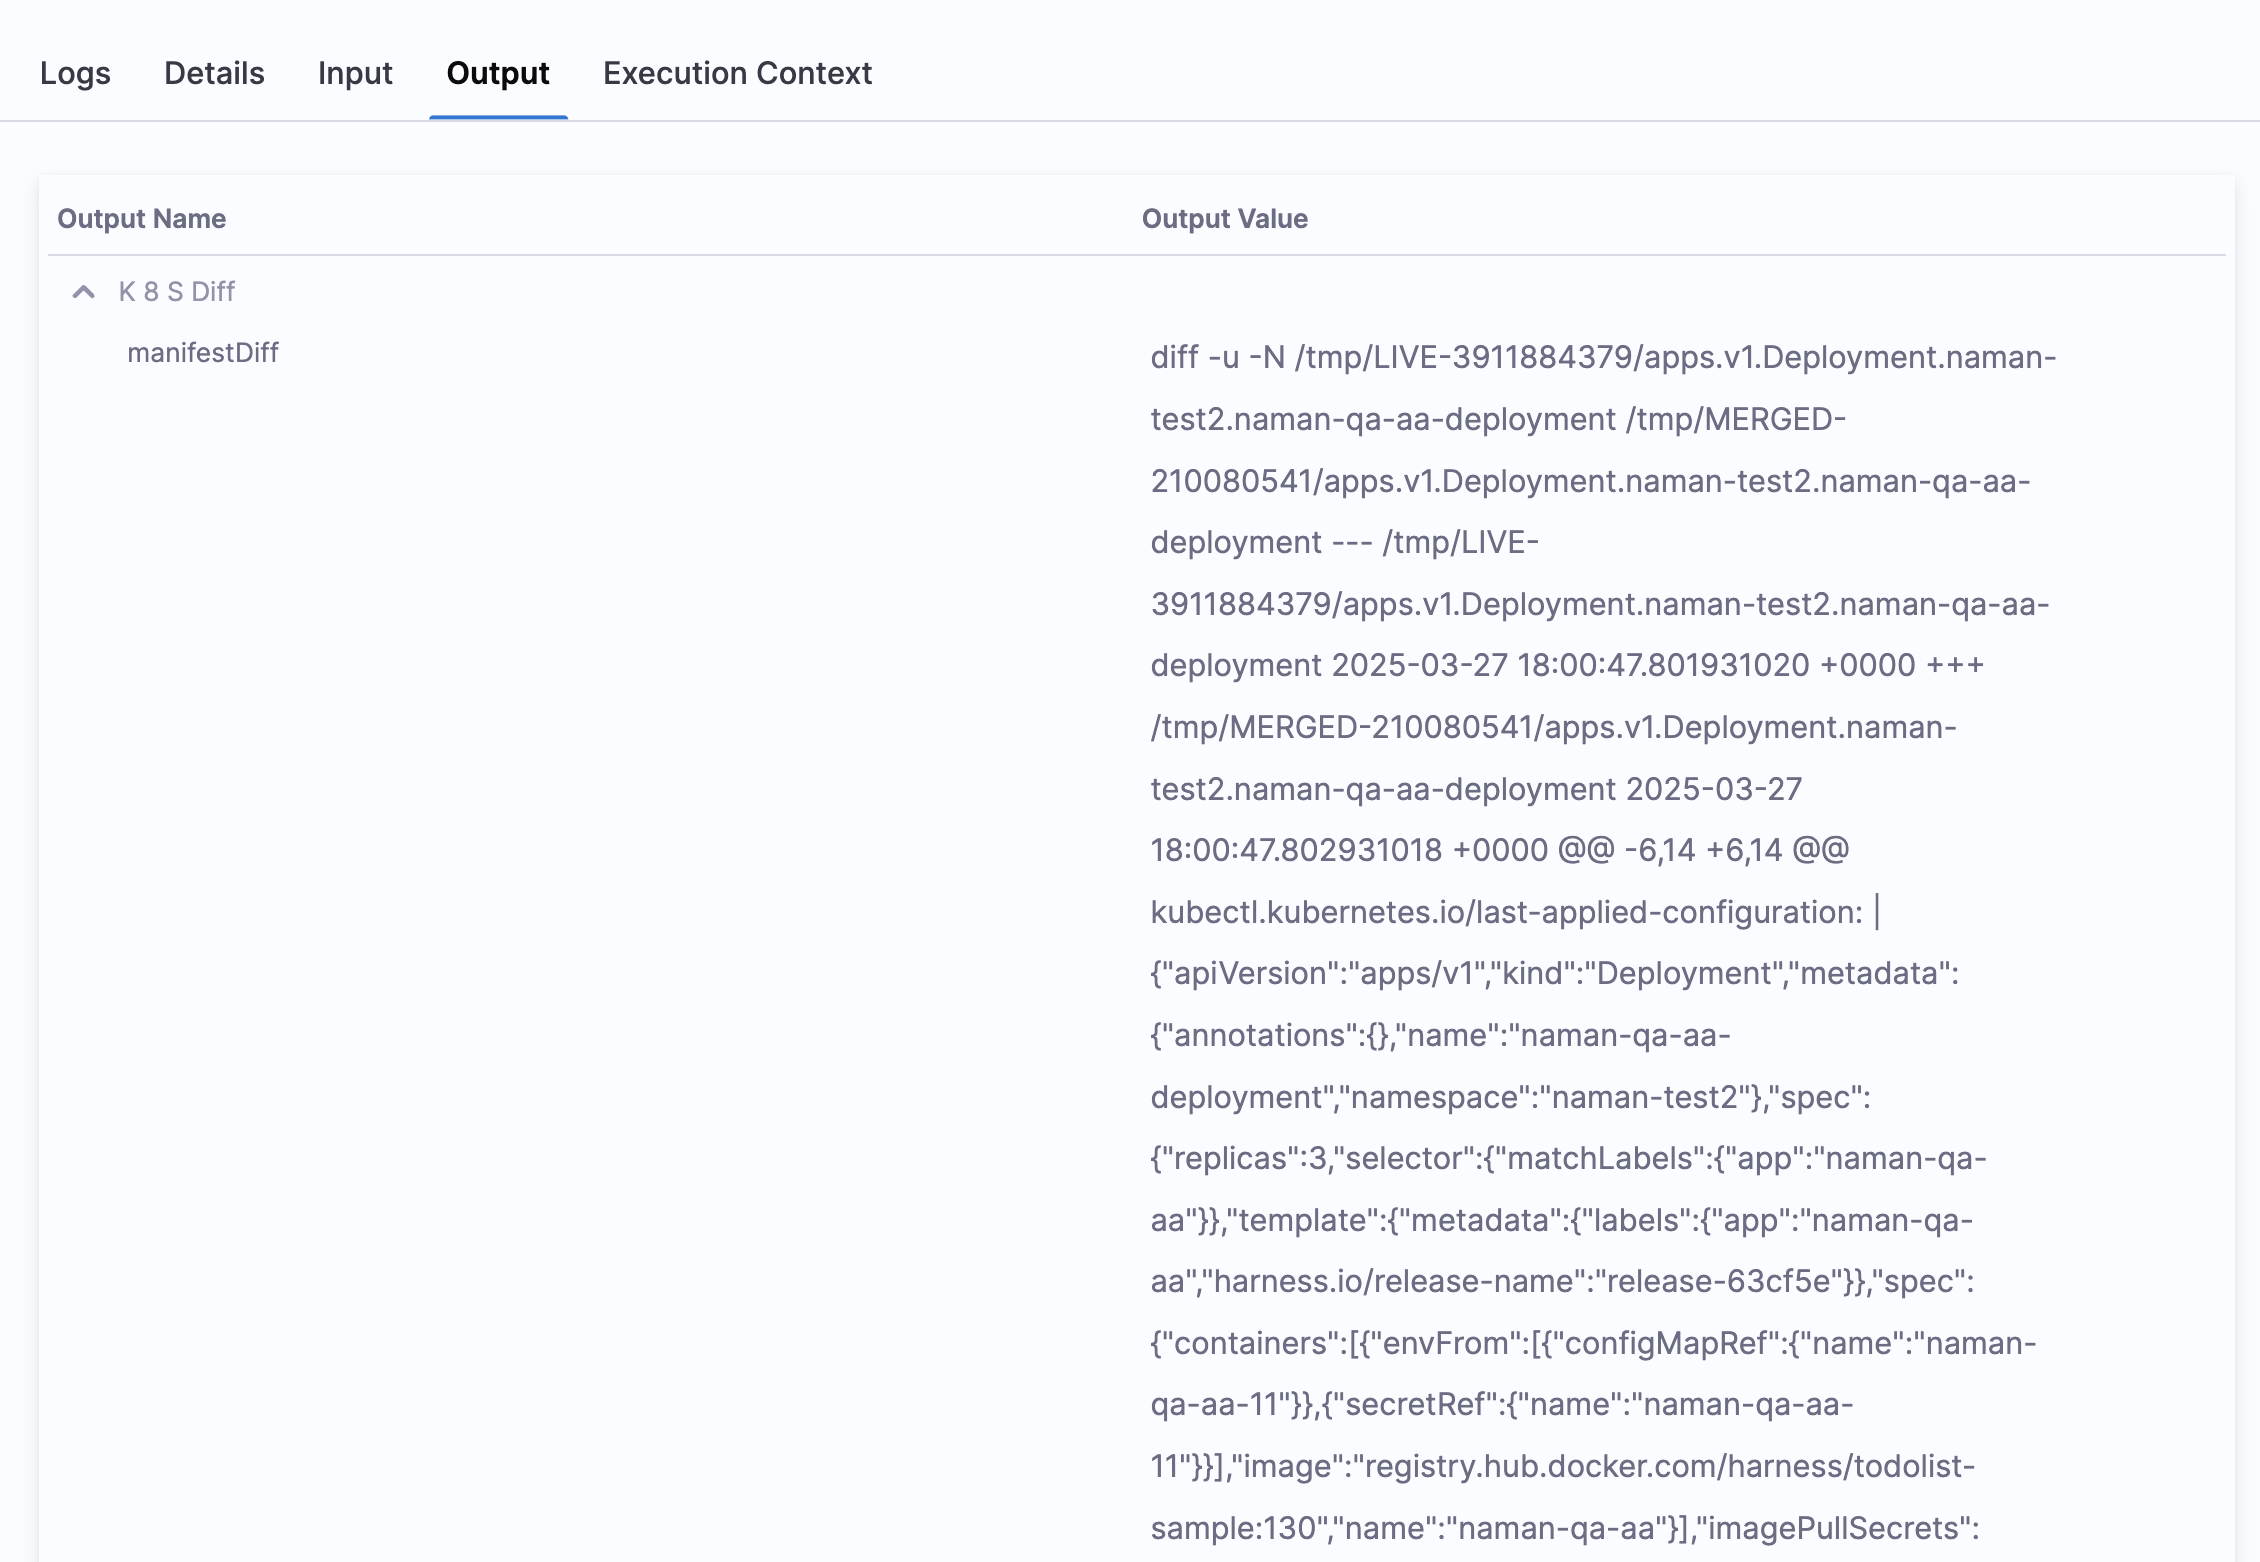 Logs Details Input Output Execution Context
Output Name Output Value
K 8 S Diff
manifestDiff
diff -u -N /tmp/LIVE-3911884379/apps.v1.Deployment.naman-
test2.naman-qa-aa-deployment /tmp/MERGED-
210080541/apps.v1.Deployment.naman-test2.naman-qa-aa-
deployment --- /tmp/LIVE-
3911884379/apps.v1.Deployment.naman-test2.naman-qa-aa-
deployment 2025-03-27 18:00:47.801931020 +0000 +++
/tmp/MERGED-210080541/apps.v1.Deployment.naman-
test2.naman-qa-aa-deployment 2025-03-27
18:00:47.802931018 +0000 @@ -6,14 +6,14 @@
kubectl.kubernetes.io/last-applied-configuration: |
{"apiVersion":"apps/v1","kind":"Deployment","metadata":
{"annotations":{},"name":"naman-qa-aa-
deployment","namespace":"naman-test2"},"spec":
{"replicas":3,"selector":{"matchLabels":{"app":"naman-qa-
aa"}},"template":{"metadata":{"labels":{"app":"naman-qa-
aa","harness.io/release-name":"release-63cf5e"}},"spec":
{"containers":[{"envFrom":[{"configMapRef":{"name":"naman-
qa-aa-11"}},{"secretRef":{"name":"naman-qa-aa-
11"}}],"image":"registry.hub.docker.com/harness/todolist-
sample:130","name":"naman-qa-aa"}],"imagePullSecrets":